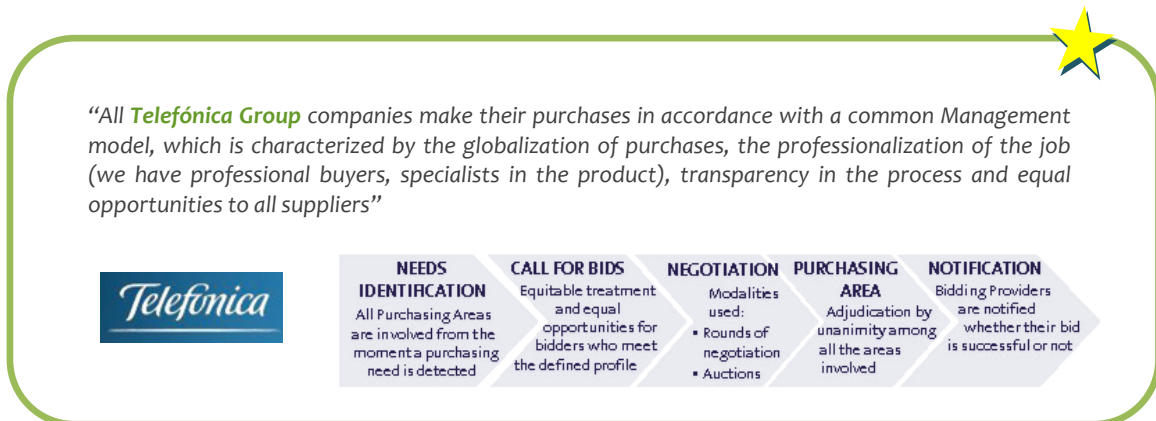 “All Telefónica Group companies make their purchases in accordance with a common Management
model, which is characterized by the globalization of purchases, the professionalization of the job
(we have professional buyers, specialists in the product), transparency in the process and equal
opportunities to all suppliers”
Telefónica
NEEDS
IDENTIFICATION
All Purchasing Areas
are involved from the
moment a purchasing
need is detected
CALL FOR BIDS
Equitable treatment
and equal
opportunities for
bidders who meet
the defined profile
NEGOTIATION
Modalities
used:
▪ Rounds of
negotiation
▪ Auctions
PURCHASING
AREA
Adjudication by
unanimity among
all the areas
involved
NOTIFICATION
Bidding Providers
are notified
whether their bid
is successful or not